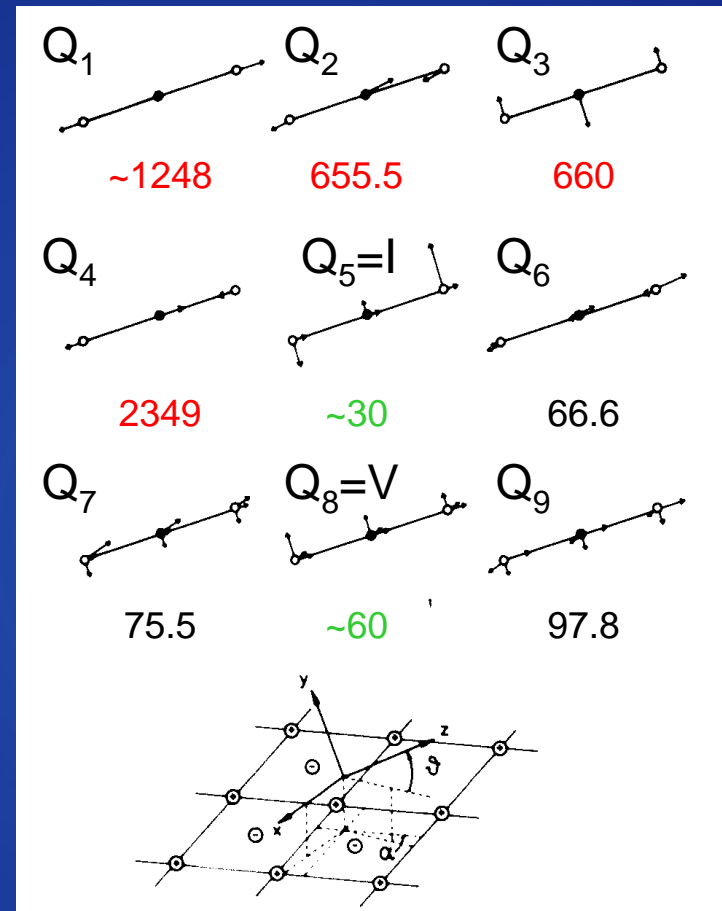 Q₁ Q₂ Q₃
~1248 655.5 660
Q₄ Q₅=I Q₆
2349 ~30 66.6
Q₇ Q₈=V Q₉
75.5 ~60 97.8
y
z
ϑ
x
α